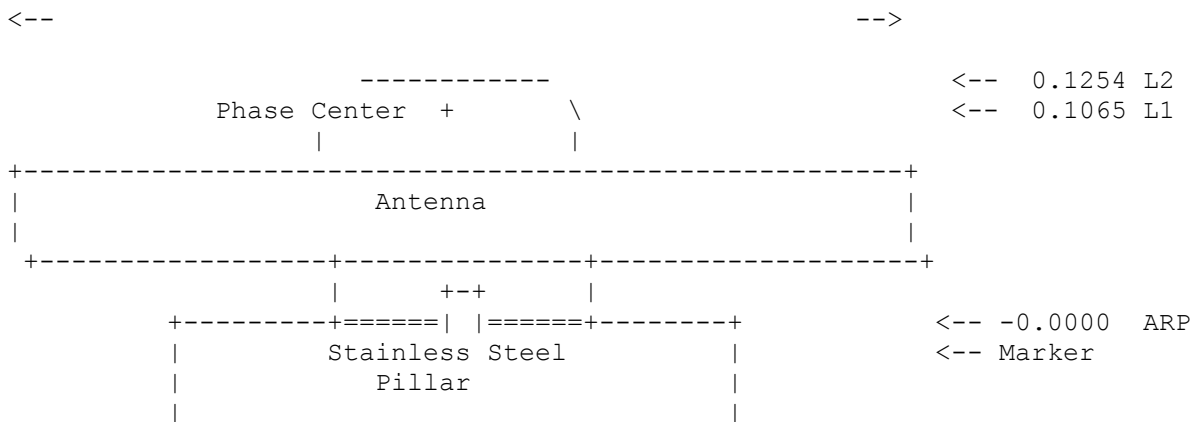 <-- -->
------------ <-- 0.1254 L2
Phase Center + \ <-- 0.1065 L1
| |
+-------------------------------------------------------+
| Antenna |
| |
+-------------------+---------------+---------------------+
| +-+ |
+---------+======| |======+--------+ <-- -0.0000 ARP
| Stainless Steel | <-- Marker
| Pillar |
| |